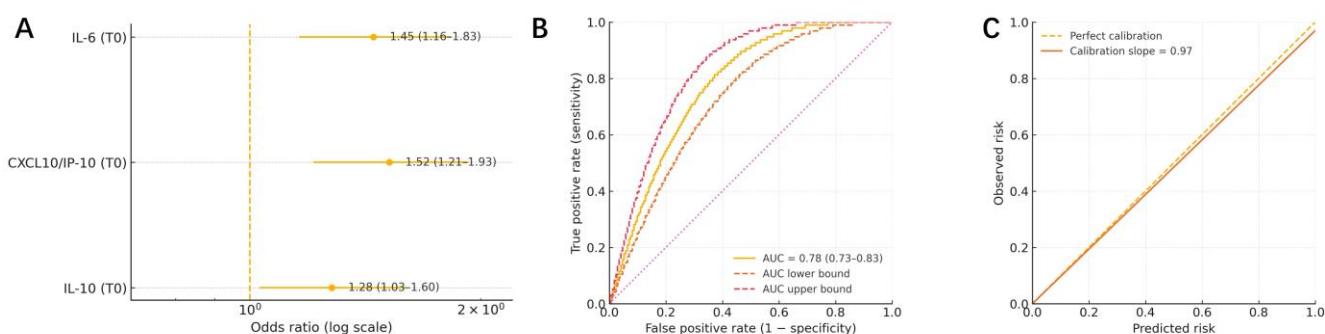 A
IL-6 (T0)
CXCL10/IP-10 (T0)
IL-10 (T0)
1.45 (1.16–1.83)
1.52 (1.21–1.93)
1.28 (1.03–1.60)
10⁰
2 × 10⁰
Odds ratio (log scale)
B
True positive rate (sensitivity)
1.0
0.8
0.6
0.4
0.2
0.0
AUC = 0.78 (0.73–0.83)
AUC lower bound
AUC upper bound
0.0 0.2 0.4 0.6 0.8 1.0
False positive rate (1 − specificity)
C
Observed risk
1.0
0.8
0.6
0.4
0.2
0.0
Perfect calibration
Calibration slope = 0.97
0.0 0.2 0.4 0.6 0.8 1.0
Predicted risk